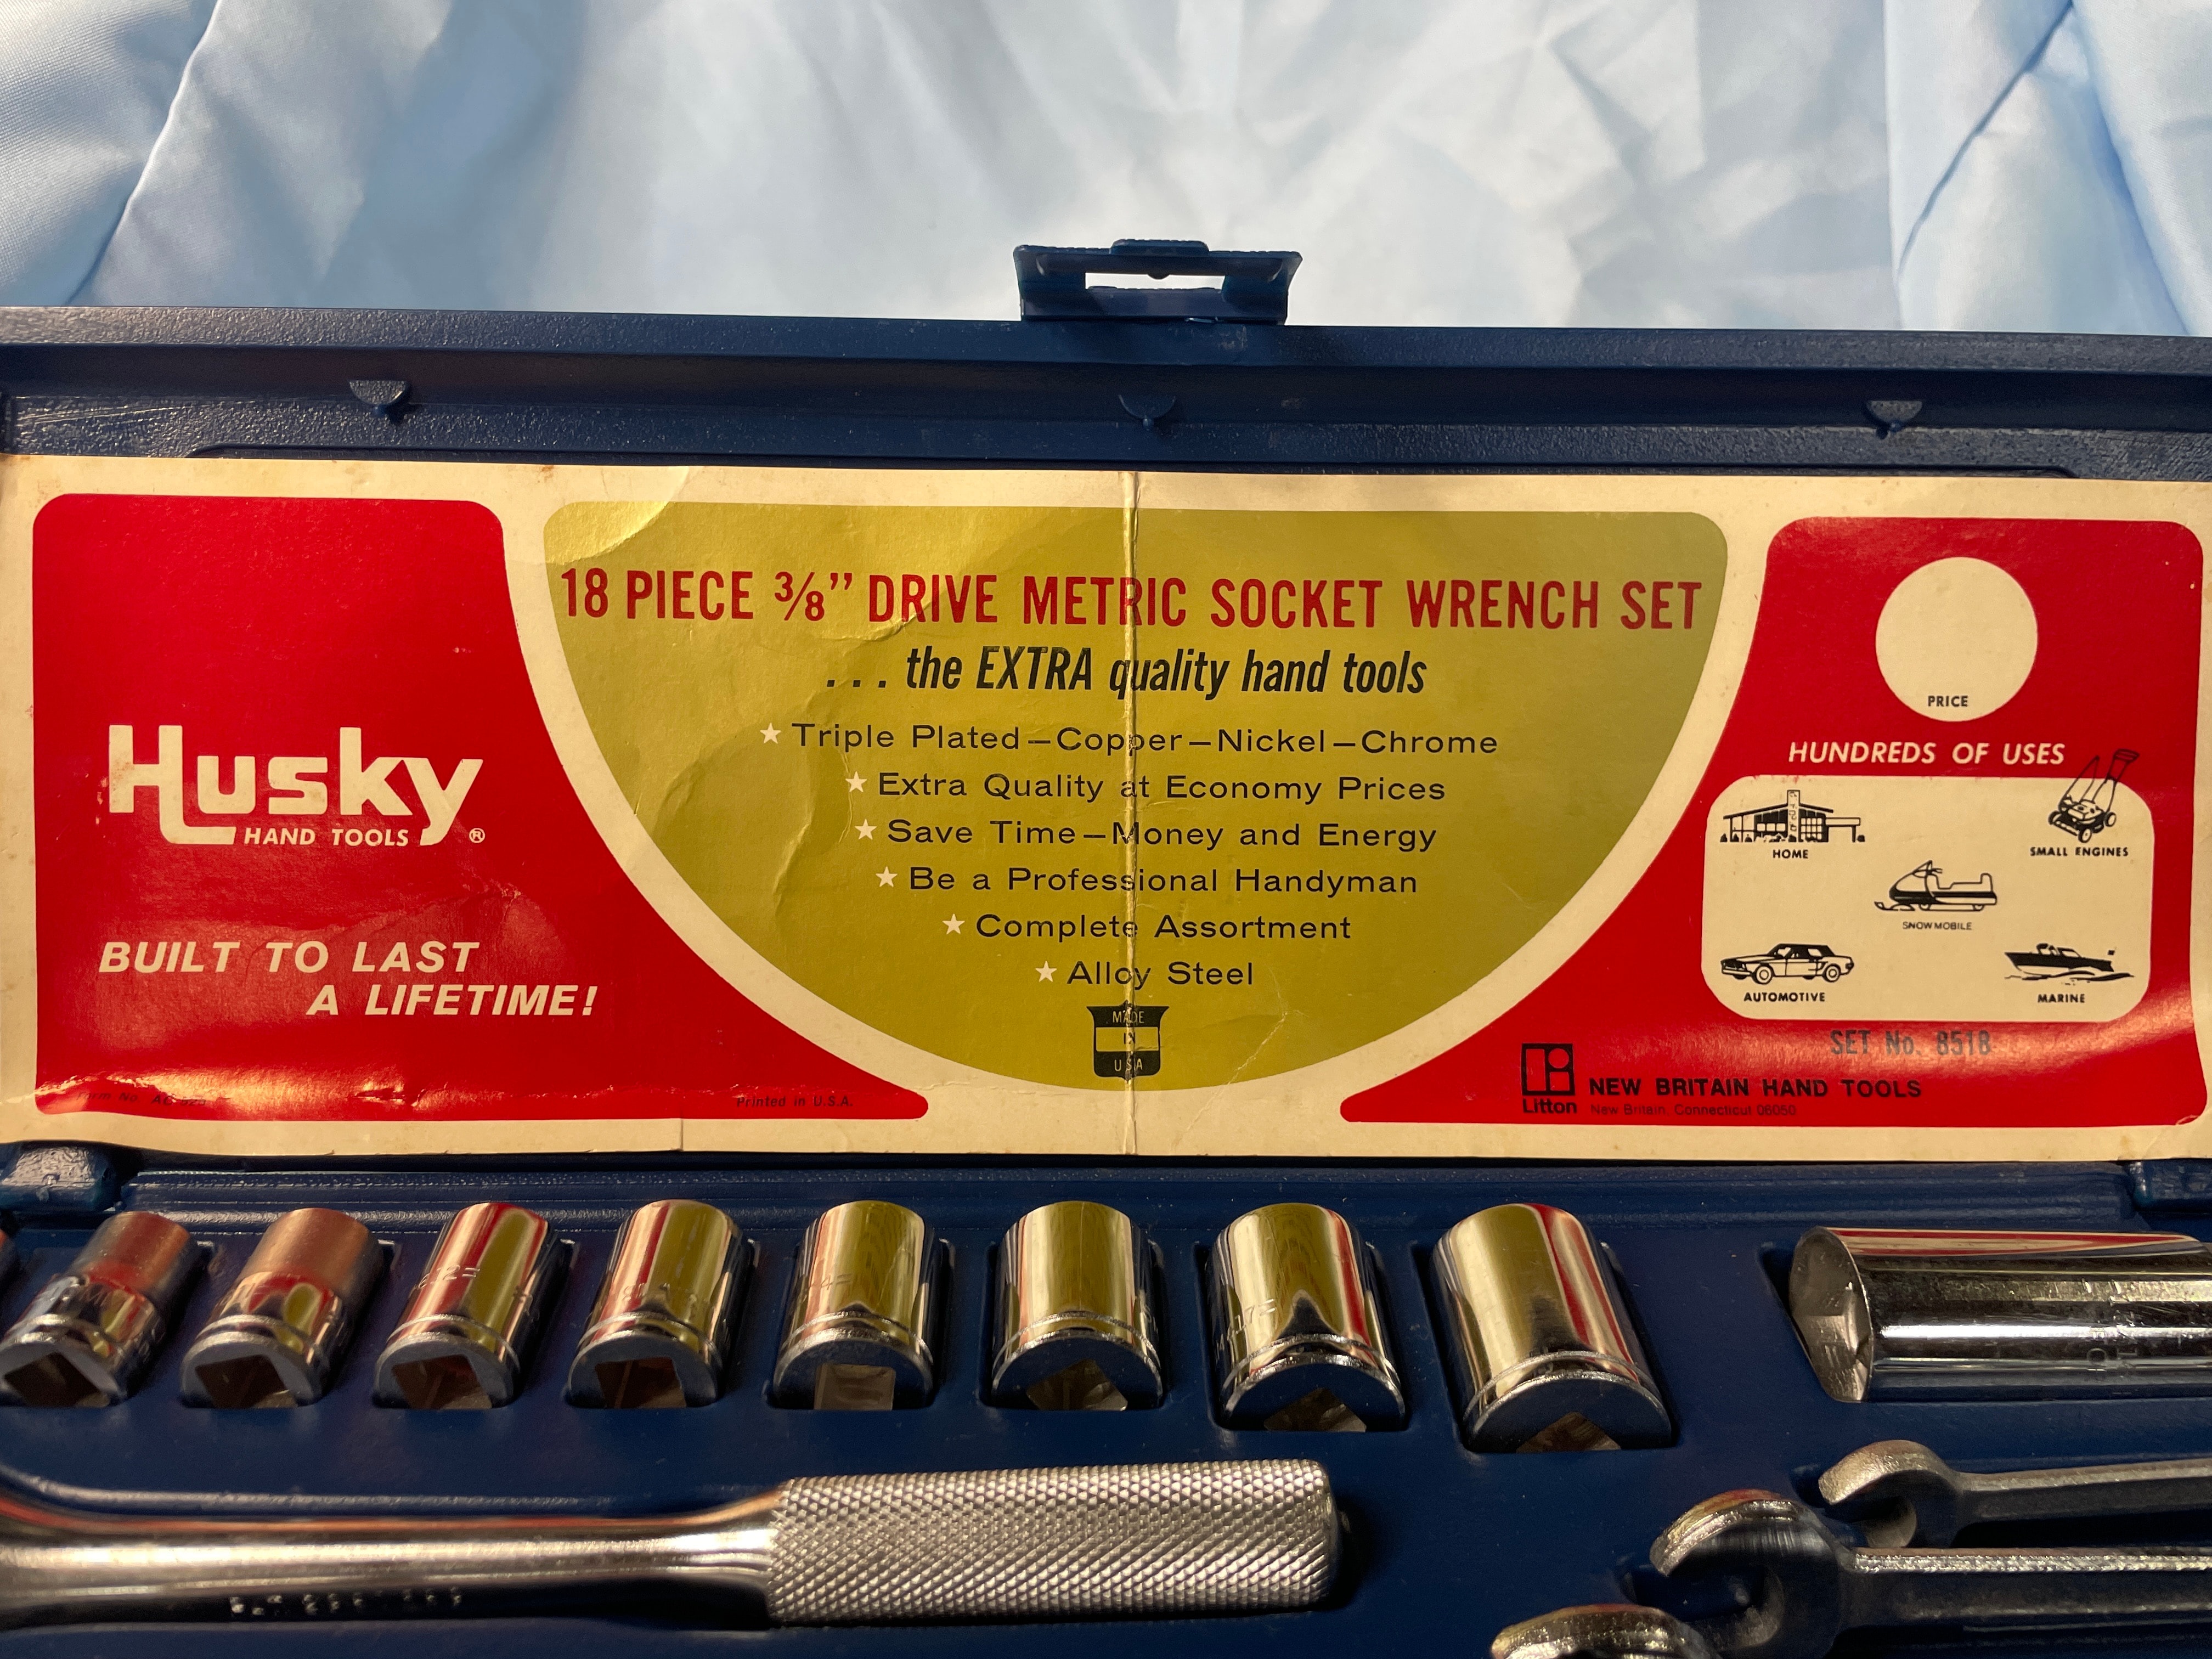 Husky
HAND TOOLS ®
BUILT TO LAST
A LIFETIME!
Printed in U.S.A.
18 PIECE 3/8" DRIVE METRIC SOCKET WRENCH SET
. . . the EXTRA quality hand tools
★ Triple Plated—Copper—Nickel—Chrome
★ Extra Quality at Economy Prices
★ Save Time—Money and Energy
★ Be a Professional Handyman
★ Complete Assortment
★ Alloy Steel
MADE
IN
USA
PRICE
HUNDREDS OF USES
HOME
SMALL ENGINES
SNOWMOBILE
AUTOMOTIVE
MARINE
SET No. 8518
Litton
NEW BRITAIN HAND TOOLS
New Britain, Connecticut 06050
17